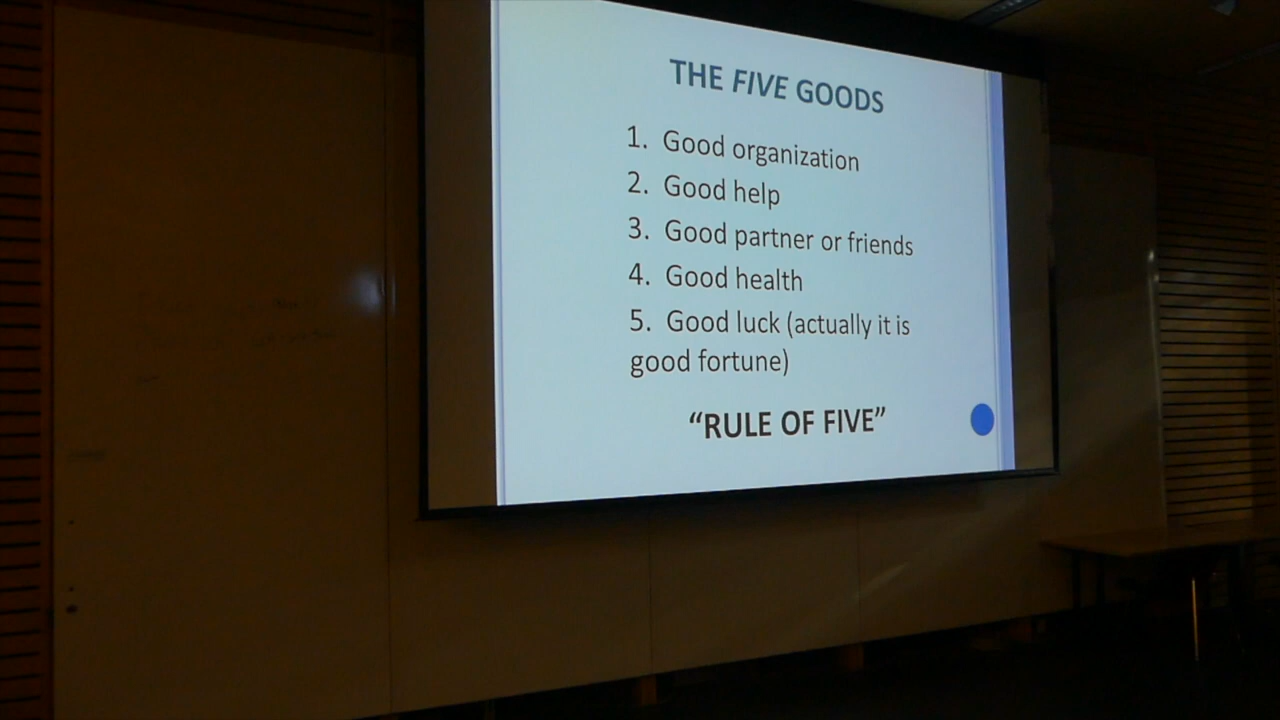 THE FIVE GOODS
1. Good organization
2. Good help
3. Good partner or friends
4. Good health
5. Good luck (actually it is
good fortune)
“RULE OF FIVE”